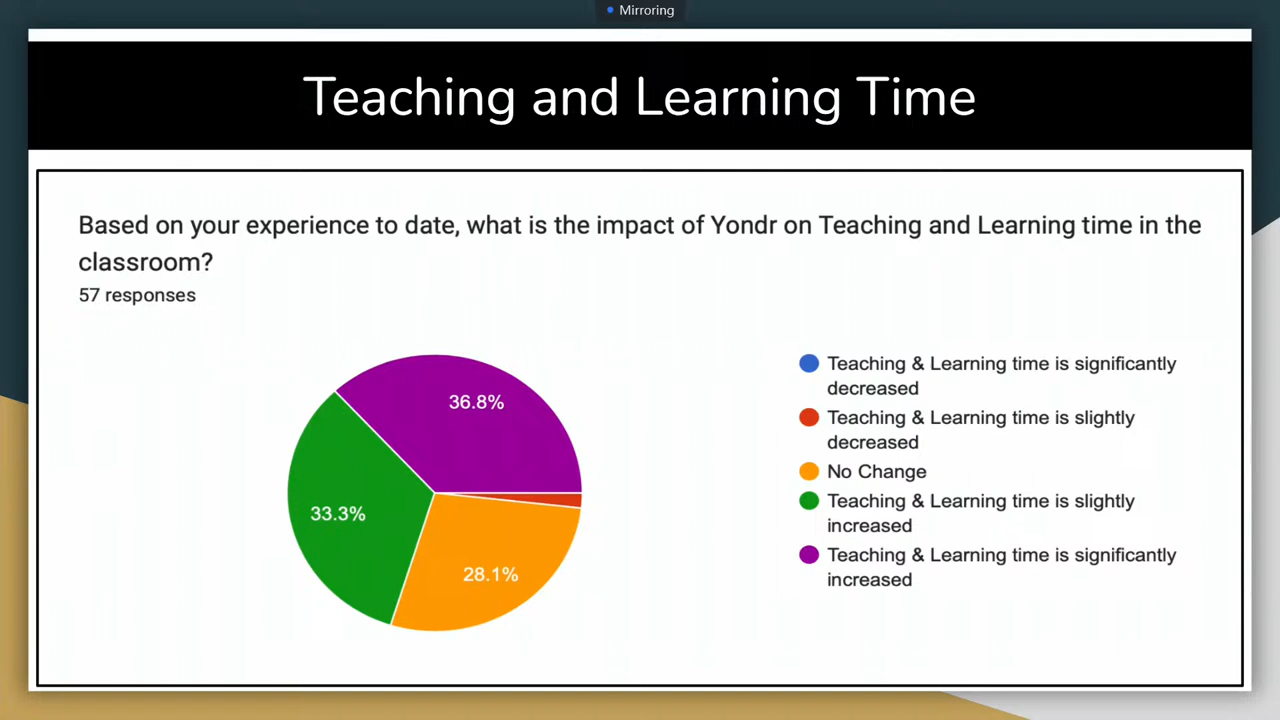 Mirroring
Teaching and Learning Time
Based on your experience to date, what is the impact of Yondr on Teaching and Learning time in the
classroom?
57 responses
36.8%
33.3%
28.1%
Teaching & Learning time is significantly
decreased
Teaching & Learning time is slightly
decreased
No Change
Teaching & Learning time is slightly
increased
Teaching & Learning time is significantly
increased